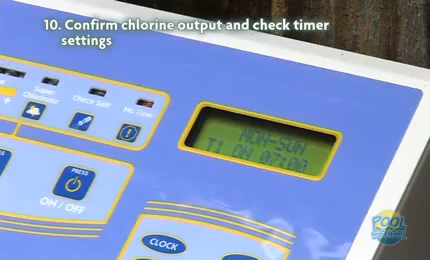 10. Confirm chlorine output and check timer
settings
Super
Chlorinate
Check Salt
No Flow
MON-SUN
T1 ON 07:00
PRESS
PRESS
ON / OFF
CLOCK
POOL
SCHOOL